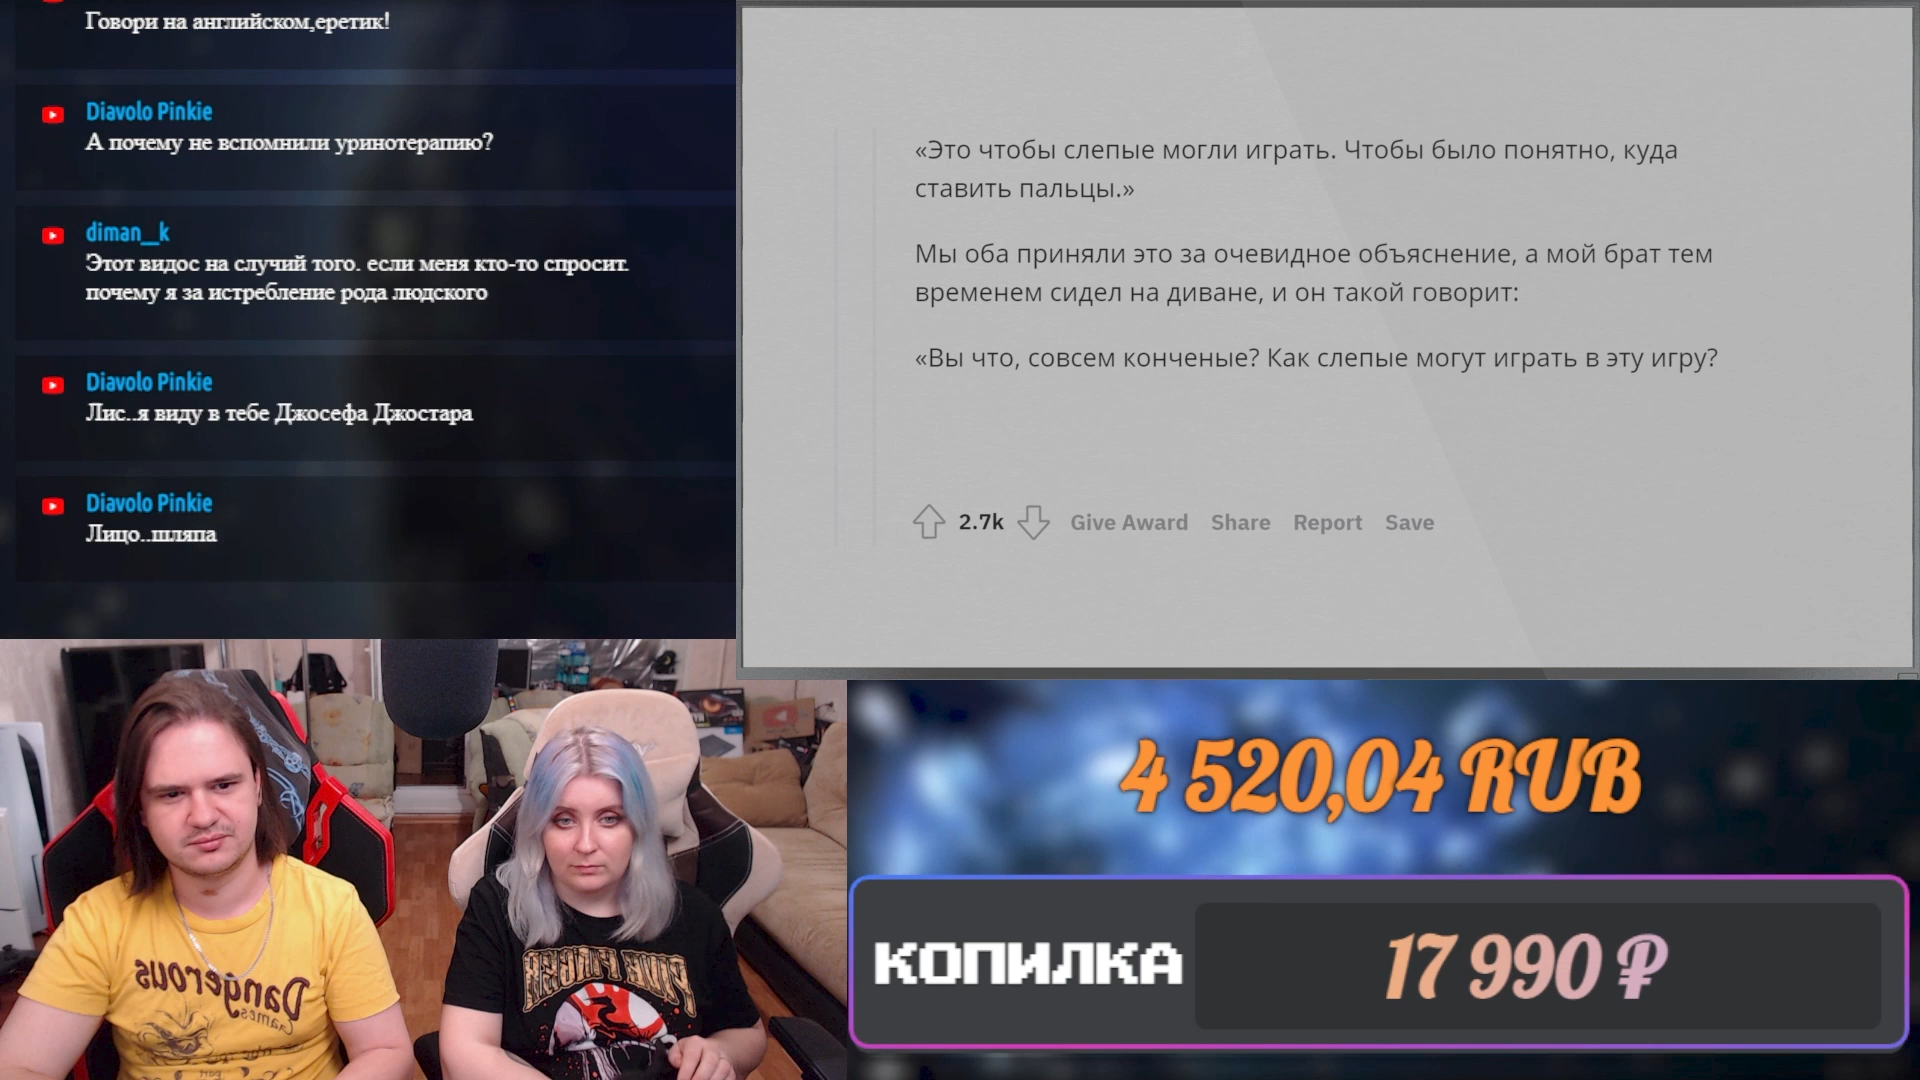 Говори на английском,еретик!
Diavolo Pinkie
А почему не вспомнили уринотерапию?
diman__k
Этот видос на случий того. если меня кто-то спросит.
почему я за истребление рода людского
Diavolo Pinkie
Лис..я виду в тебе Джосефа Джостара
Diavolo Pinkie
Лицо..шляпа
«Это чтобы слепые могли играть. Чтобы было понятно, куда
ставить пальцы.»
Мы оба приняли это за очевидное объяснение, а мой брат тем
временем сидел на диване, и он такой говорит:
«Вы что, совсем конченые? Как слепые могут играть в эту игру?
2.7k Give Award Share Report Save
Dangerous
Games
4 520,04 RUB
КОПИЛКА
17 990 ₽